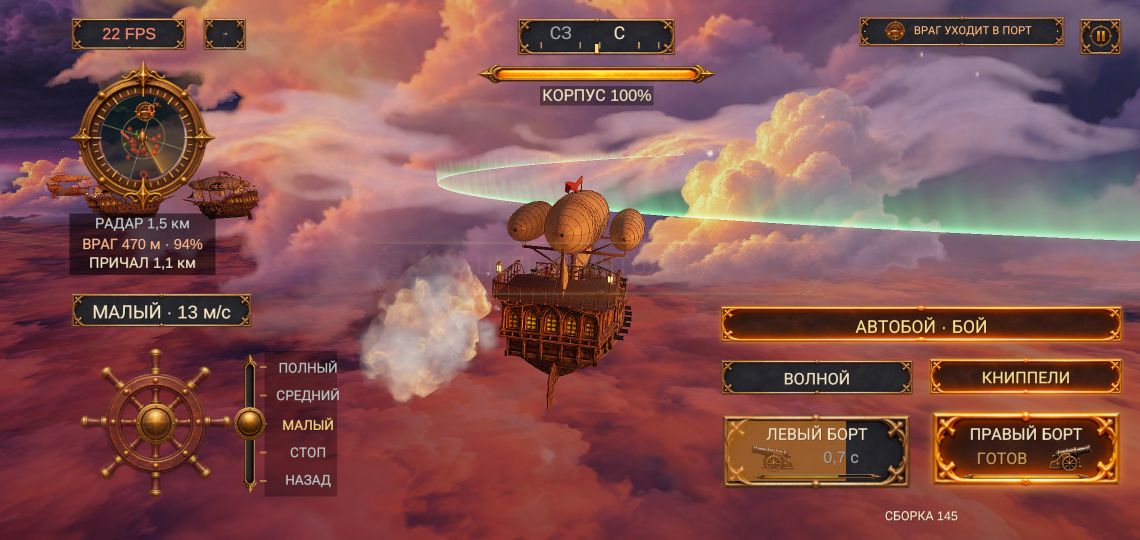 22 FPS
СЗ С
ВРАГ УХОДИТ В ПОРТ
КОРПУС 100%
РАДАР 1,5 км
ВРАГ 470 м · 94%
ПРИЧАЛ 1,1 км
МАЛЫЙ · 13 м/с
ПОЛНЫЙ
СРЕДНИЙ
МАЛЫЙ
СТОП
НАЗАД
АВТОБОЙ · БОЙ
ВОЛНОЙ
КНИППЕЛИ
ЛЕВЫЙ БОРТ
0,7 с
ПРАВЫЙ БОРТ
ГОТОВ
СБОРКА 145